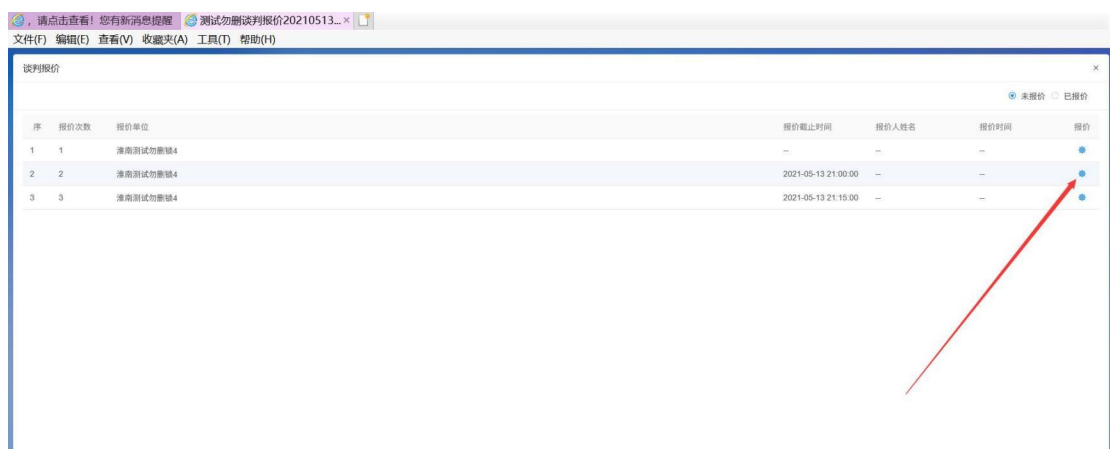 ，请点击查看！您有新消息提醒 测试勿删谈判报价20210513...
文件(F) 编辑(E) 查看(V) 收藏夹(A) 工具(T) 帮助(H)
谈判报价
未报价 已报价
序 报价次数 报价单位 报价截止时间 报价人姓名 报价时间 报价
1 1 淮南测试勿删锁4 -- -- --
2 2 淮南测试勿删锁4 2021-05-13 21:00:00 -- --
3 3 淮南测试勿删锁4 2021-05-13 21:15:00 -- --